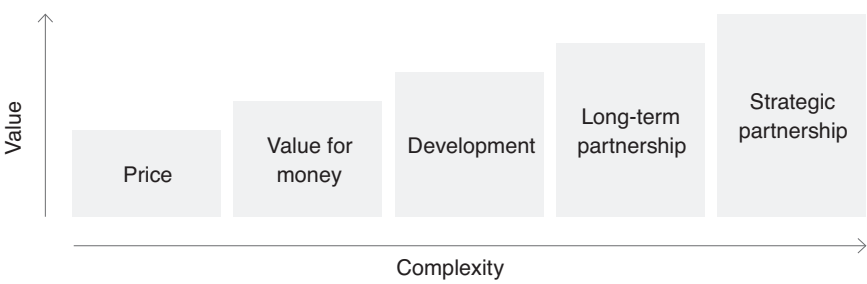 Value
Price
Value for
money
Development
Long-term
partnership
Strategic
partnership
Complexity